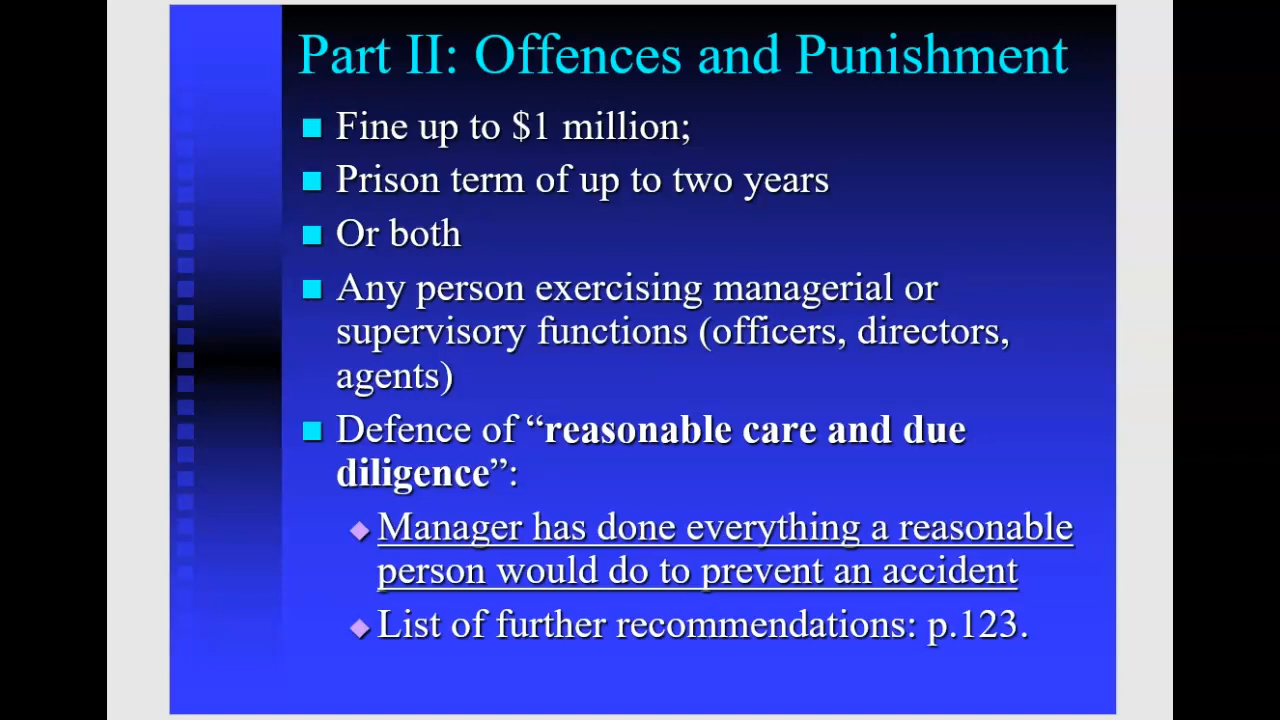 Part II: Offences and Punishment
Fine up to $1 million;
Prison term of up to two years
Or both
Any person exercising managerial or
supervisory functions (officers, directors,
agents)
Defence of “reasonable care and due
diligence”:
Manager has done everything a reasonable
person would do to prevent an accident
List of further recommendations: p.123.